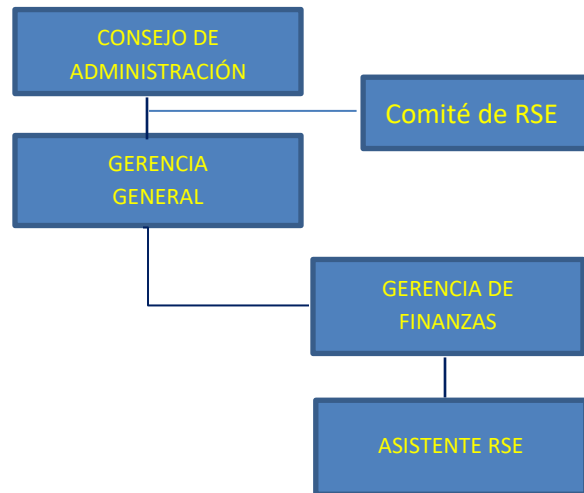 CONSEJO DE
ADMINISTRACIÓN
Comité de RSE
GERENCIA
GENERAL
GERENCIA DE
FINANZAS
ASISTENTE RSE